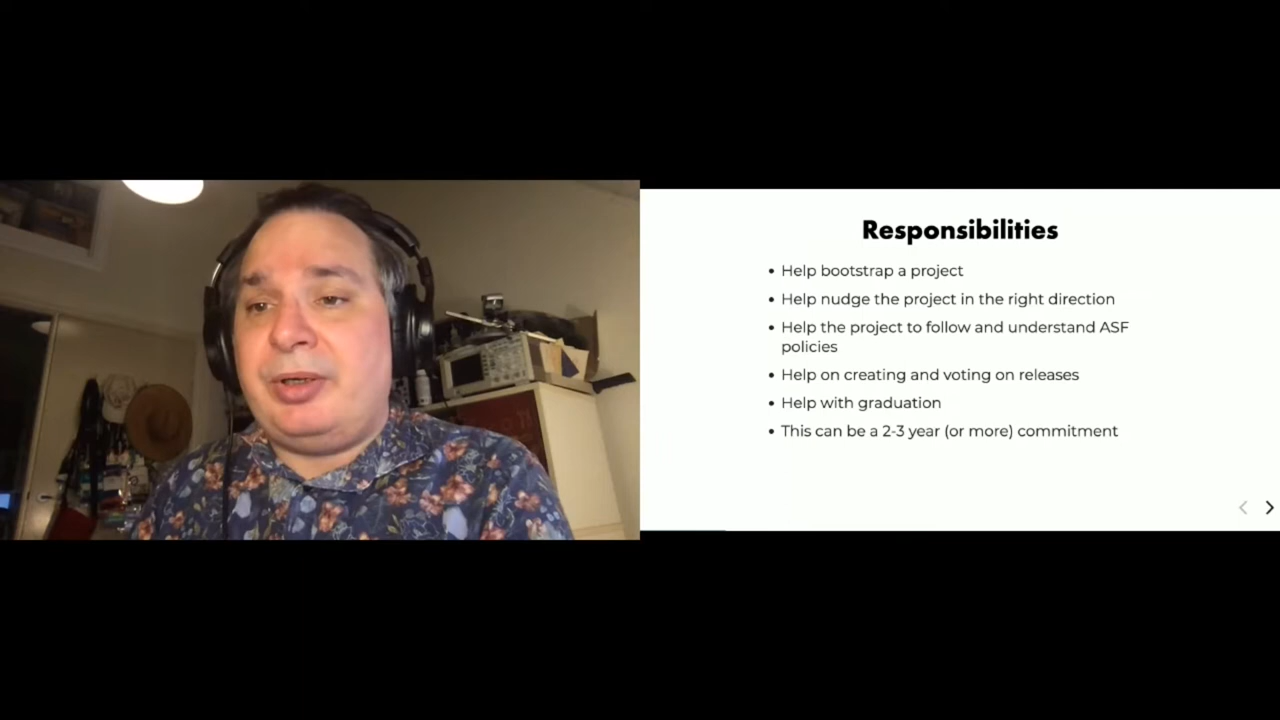 Responsibilities
• Help bootstrap a project
• Help nudge the project in the right direction
• Help the project to follow and understand ASF
policies
• Help on creating and voting on releases
• Help with graduation
• This can be a 2-3 year (or more) commitment